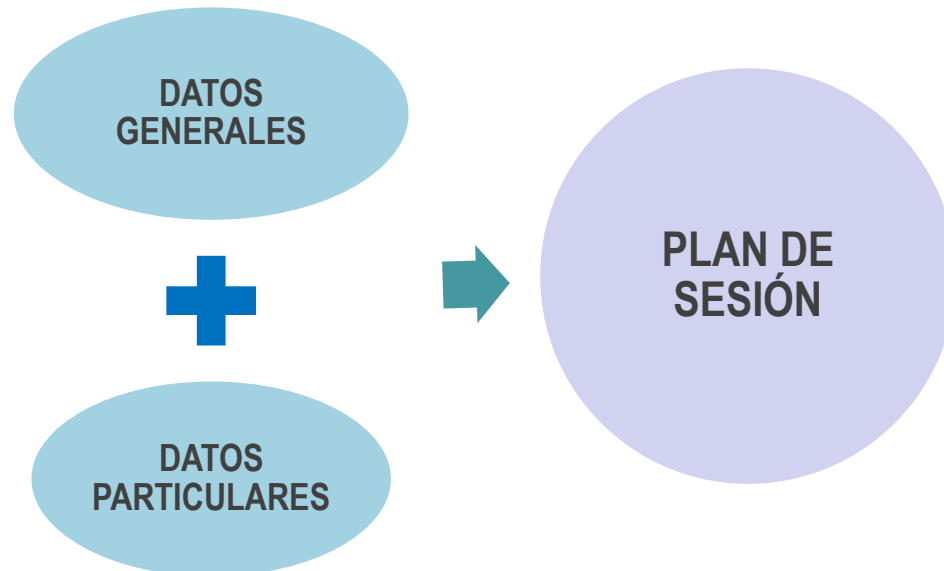 DATOS
GENERALES
DATOS
PARTICULARES
PLAN DE
SESIÓN